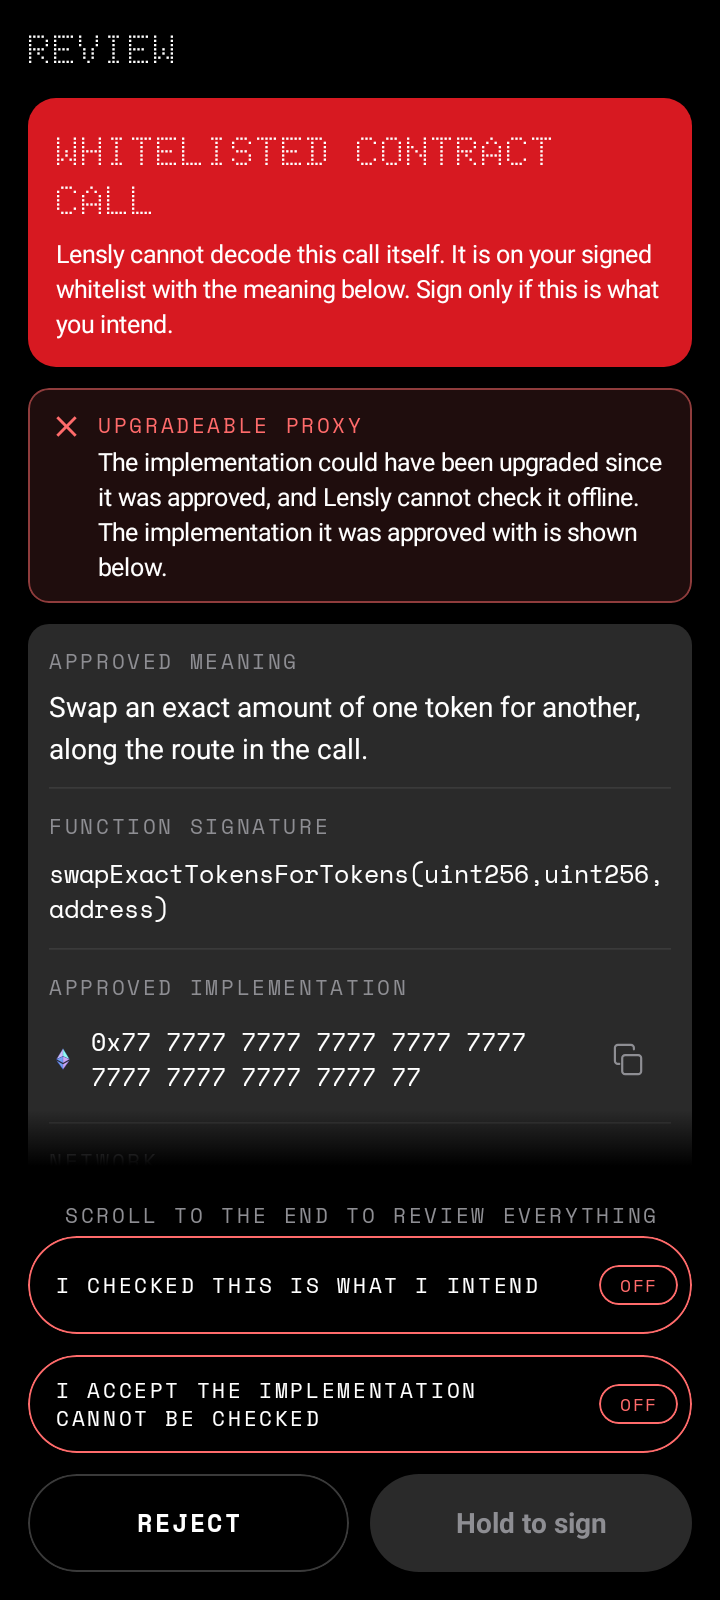 REVIEW
WHITELISTED CONTRACT
CALL
Lensly cannot decode this call itself. It is on your signed
whitelist with the meaning below. Sign only if this is what
you intend.
UPGRADEABLE PROXY
The implementation could have been upgraded since
it was approved, and Lensly cannot check it offline.
The implementation it was approved with is shown
below.
APPROVED MEANING
Swap an exact amount of one token for another,
along the route in the call.
FUNCTION SIGNATURE
swapExactTokensForTokens(uint256,uint256,
address)
APPROVED IMPLEMENTATION
0x77 7777 7777 7777 7777 7777
7777 7777 7777 7777 77
NETWORK
SCROLL TO THE END TO REVIEW EVERYTHING
I CHECKED THIS IS WHAT I INTEND
OFF
I ACCEPT THE IMPLEMENTATION
CANNOT BE CHECKED
OFF
REJECT
Hold to sign